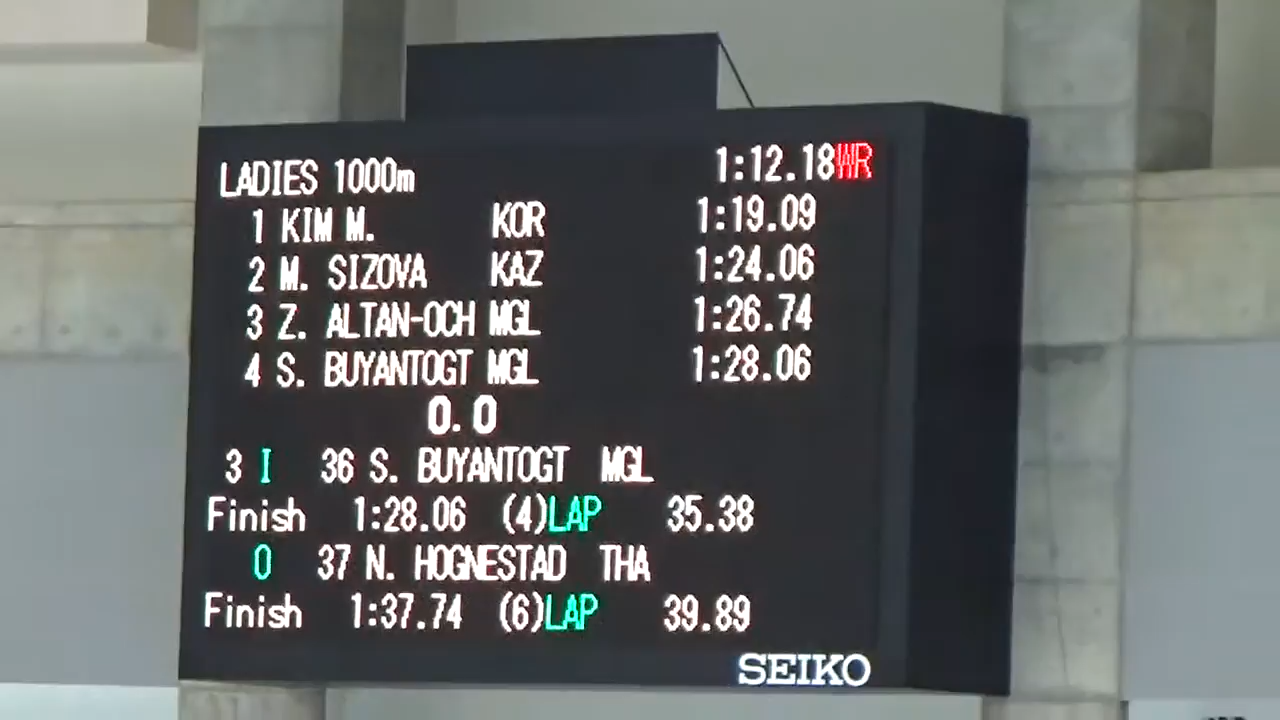 LADIES 1000m 1:12.18WR
1 KIM M. KOR 1:19.09
2 M. SIZOVA KAZ 1:24.06
3 Z. ALTAN-OCH MGL 1:26.74
4 S. BUYANTOGT MGL 1:28.06
0.0
3 I 36 S. BUYANTOGT MGL
Finish 1:28.06 (4)LAP 35.38
O 37 N. HOGNESTAD THA
Finish 1:37.74 (6)LAP 39.89
SEIKO